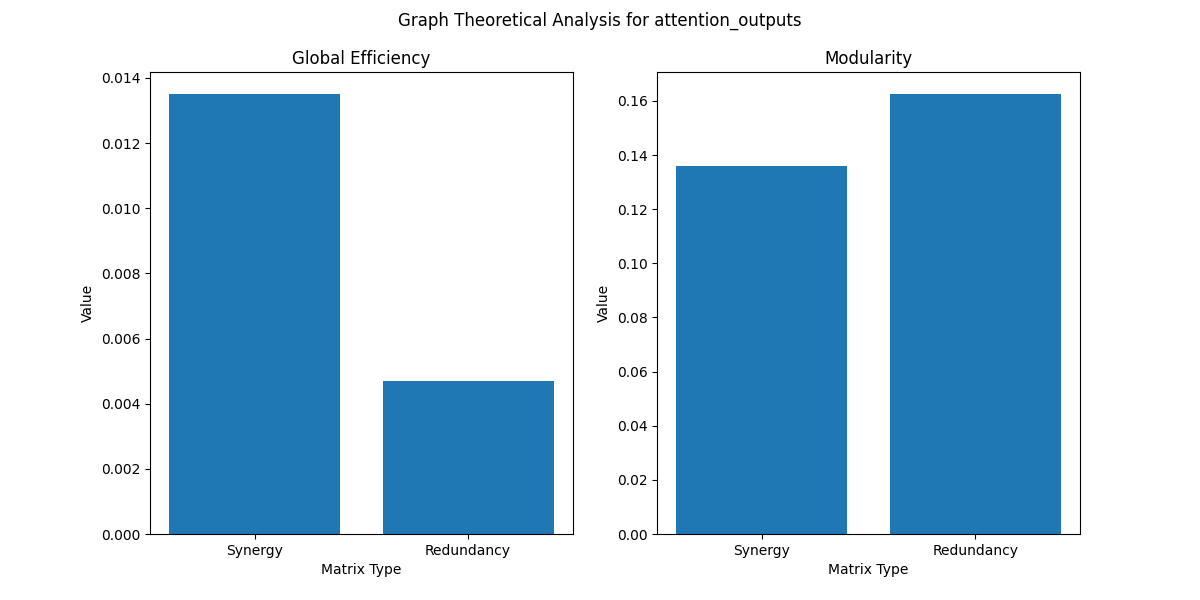 Graph Theoretical Analysis for attention_outputs
Global Efficiency
0.014
0.012
0.010
0.008
0.006
0.004
0.002
0.000
Value
Synergy
Redundancy
Matrix Type
Modularity
0.16
0.14
0.12
0.10
0.08
0.06
0.04
0.02
0.00
Value
Synergy
Redundancy
Matrix Type